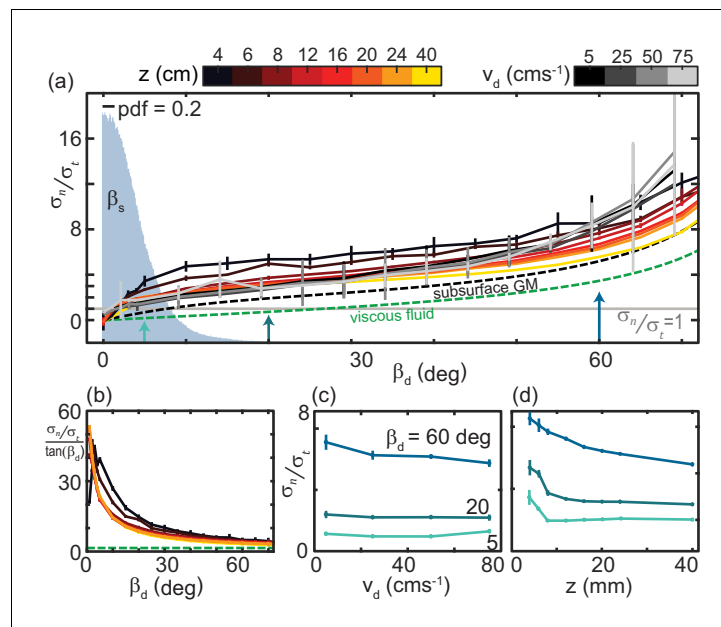 z (cm)
4 8 12 16 20 24 40
v_d (cms⁻¹)
5 25 50 75
(a)
pdf = 0.2
β_s
σ_n/σ_t
16
12
8
4
0
subsurface GM
viscous fluid
σ_n/σ_t=1
0 30 60
β_d (deg)
(b)
60
σ_n/σ_t
tan(β_d)
30
0
0 30 60
β_d (deg)
(c)
8
σ_n/σ_t
0
β_d = 60 deg
20
5
0 40 80
v_d (cms⁻¹)
(d)
0 20 40
z (mm)